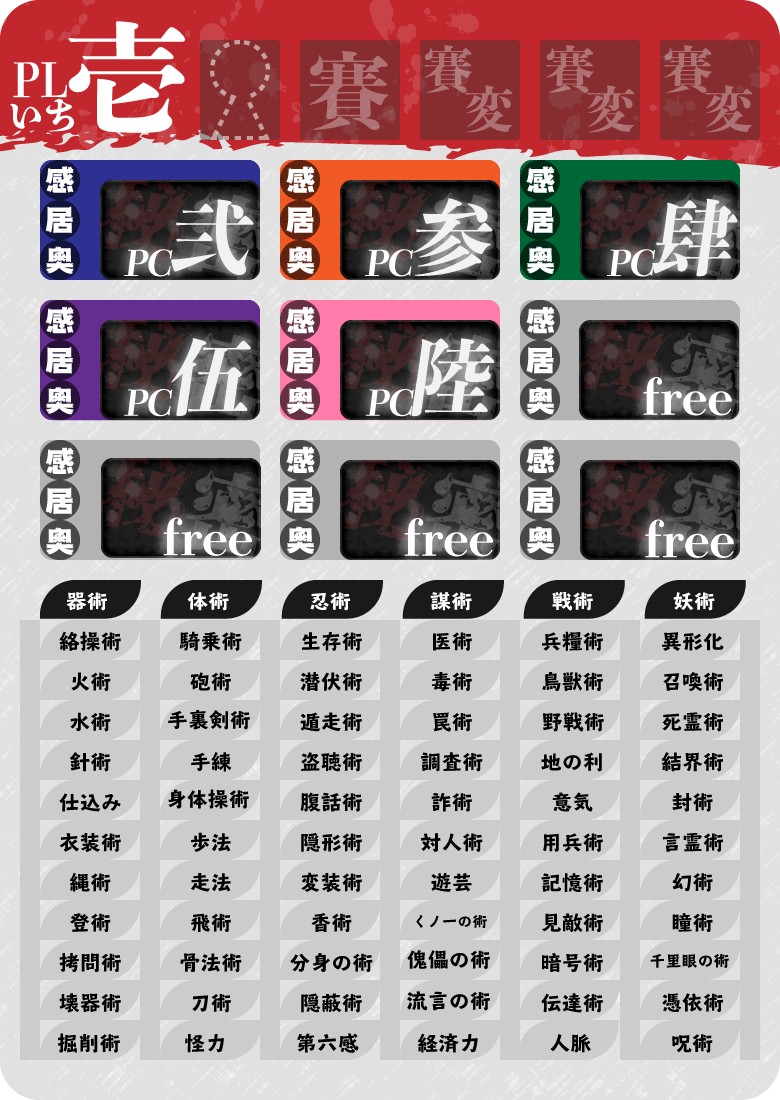 PL
いち
壱
賽
賽変
賽変
賽変
感
居
奥
PC弐
感
居
奥
PC参
感
居
奥
PC肆
感
居
奥
PC伍
感
居
奥
PC陸
感
居
奥
free
感
居
奥
free
感
居
奥
free
感
居
奥
free
器術 体術 忍術 謀術 戦術 妖術
絡操術 騎乗術 生存術 医術 兵糧術 異形化
火術 砲術 潜伏術 毒術 鳥獣術 召喚術
水術 手裏剣術 遁走術 罠術 野戦術 死霊術
針術 手練 盗聴術 調査術 地の利 結界術
仕込み 身体操術 腹話術 詐術 意気 封術
衣装術 歩法 隠形術 対人術 用兵術 言霊術
縄術 走法 変装術 遊芸 記憶術 幻術
登術 飛術 香術 くノ一の術 見敵術 瞳術
拷問術 骨法術 分身の術 傀儡の術 暗号術 千里眼の術
壊器術 刀術 隠蔽術 流言の術 伝達術 憑依術
掘削術 怪力 第六感 経済力 人脈 呪術